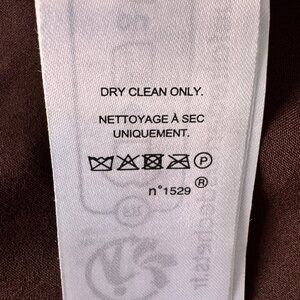 DRY CLEAN ONLY.
NETTOYAGE À SEC
UNIQUEMENT.
P
n°1529 ®